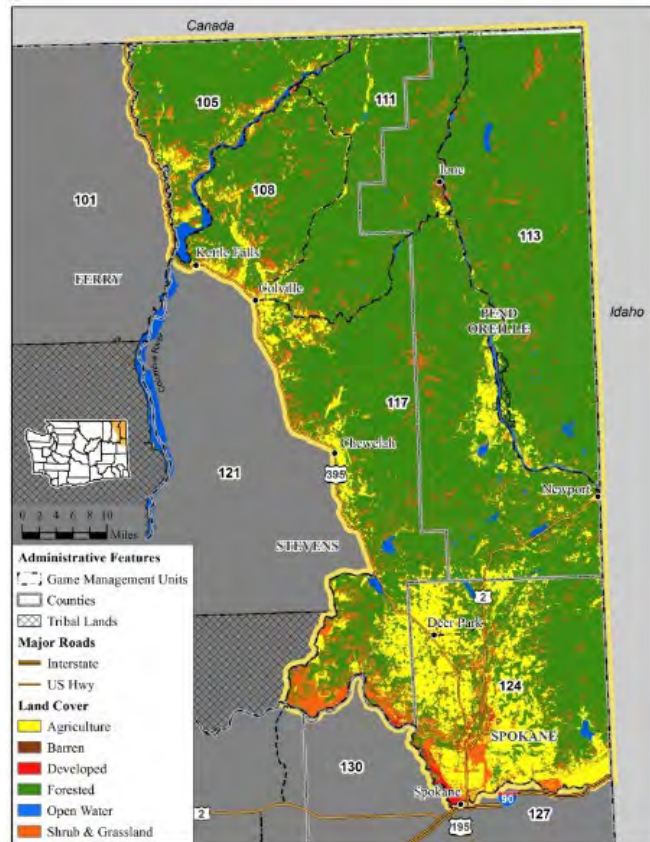 Canada
105
111
Ione
101
108
113
Kettle Falls
FERRY
Colville
Idaho
PEND
OREILLE
Columbia River
117
121
Chewelah
395
Newport
0 2 4 6 8 10
Miles
STEVENS
2
Deer Park
124
SPOKANE
130
Spokane
90
127
2
195
Administrative Features
Game Management Units
Counties
Tribal Lands
Major Roads
Interstate
US Hwy
Land Cover
Agriculture
Barren
Developed
Forested
Open Water
Shrub & Grassland